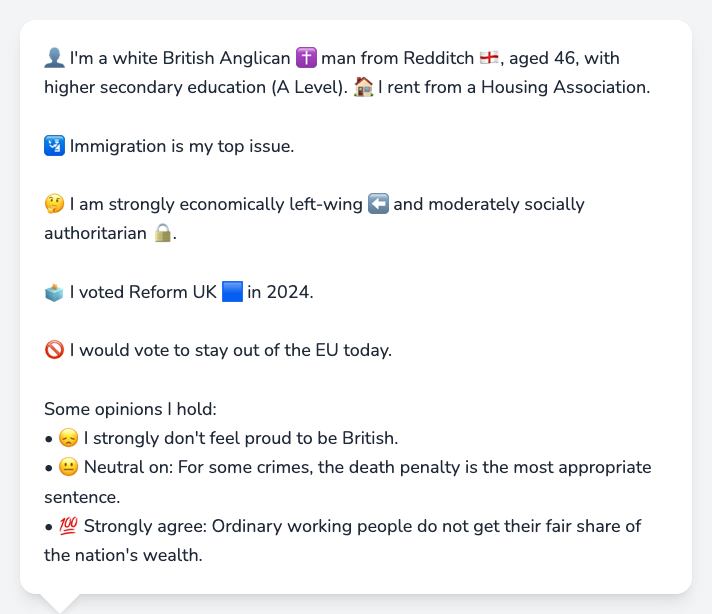 👤 I'm a white British Anglican ✝️ man from Redditch 🏴󠁧󠁢󠁥󠁮󠁧󠁿, aged 46, with
higher secondary education (A Level). 🏠 I rent from a Housing Association.
🛂 Immigration is my top issue.
🤔 I am strongly economically left-wing ⬅️ and moderately socially
authoritarian 🔒.
🗳️ I voted Reform UK 🟦 in 2024.
🚫 I would vote to stay out of the EU today.
Some opinions I hold:
• 😞 I strongly don't feel proud to be British.
• 😐 Neutral on: For some crimes, the death penalty is the most appropriate
sentence.
• 💯 Strongly agree: Ordinary working people do not get their fair share of
the nation's wealth.